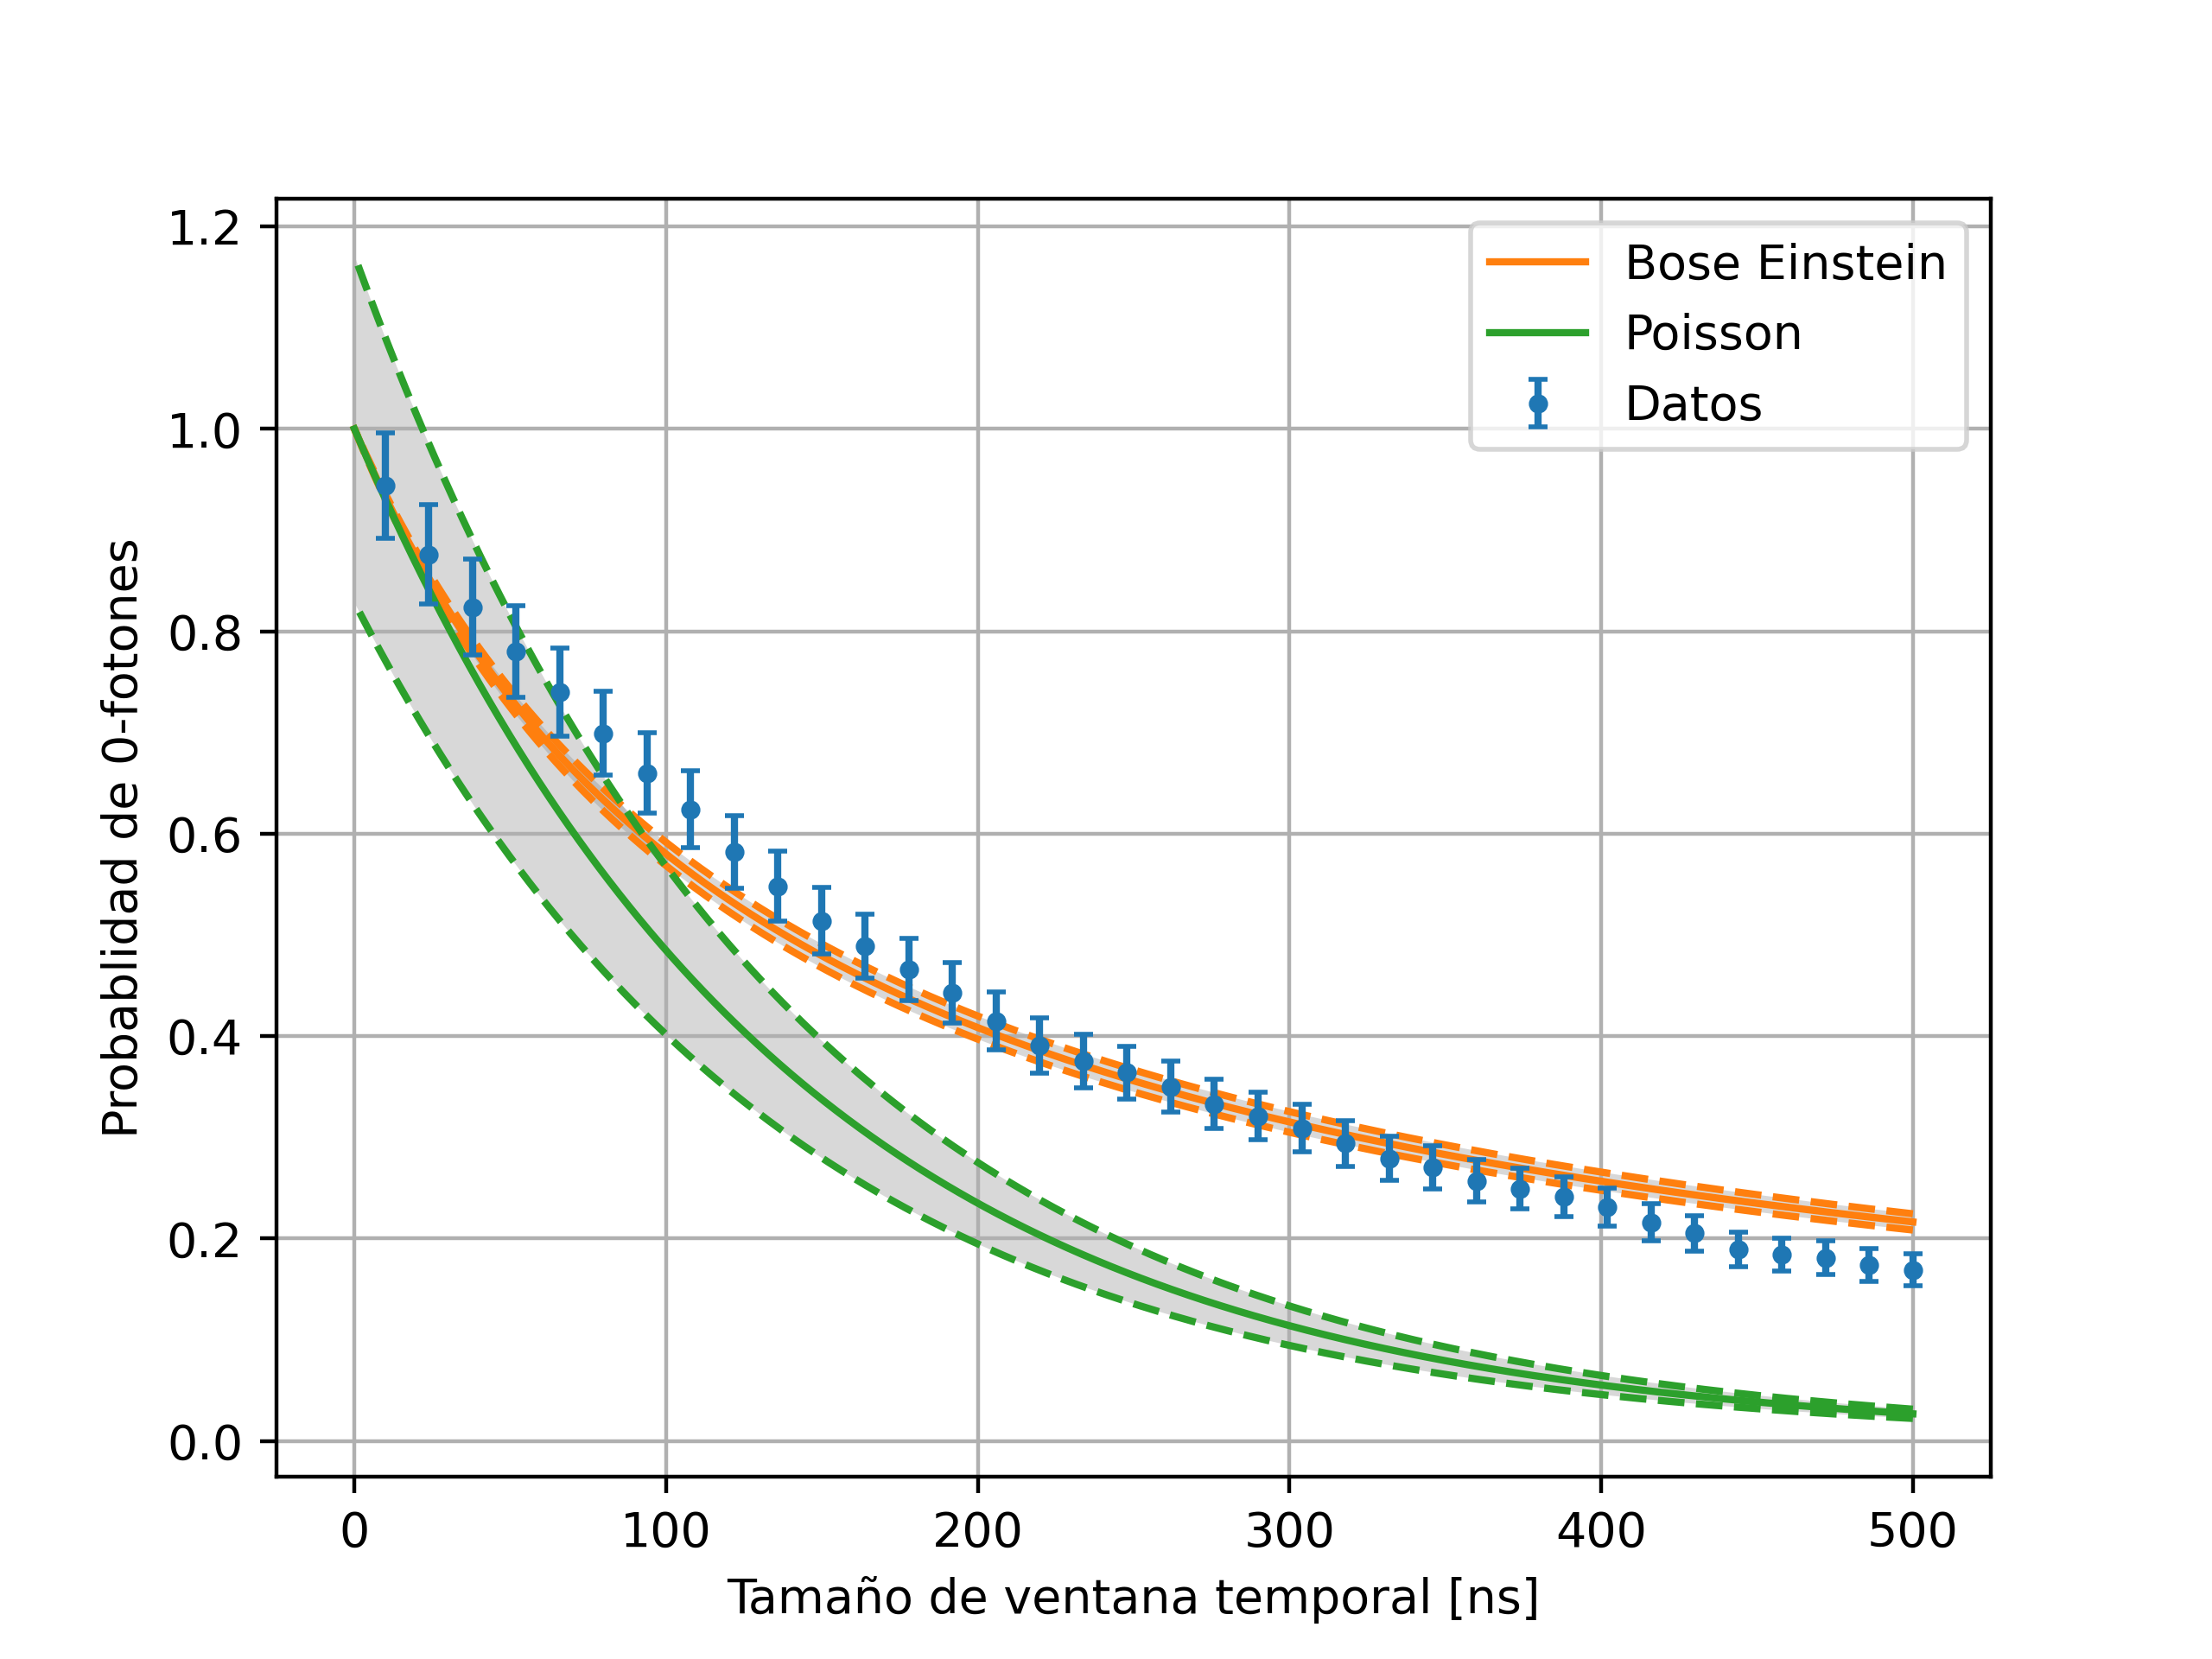 Bose Einstein
Poisson
Datos
1.2
1.0
0.8
0.6
0.4
0.2
0.0
Probablidad de 0-fotones
0 100 200 300 400 500
Tamaño de ventana temporal [ns]